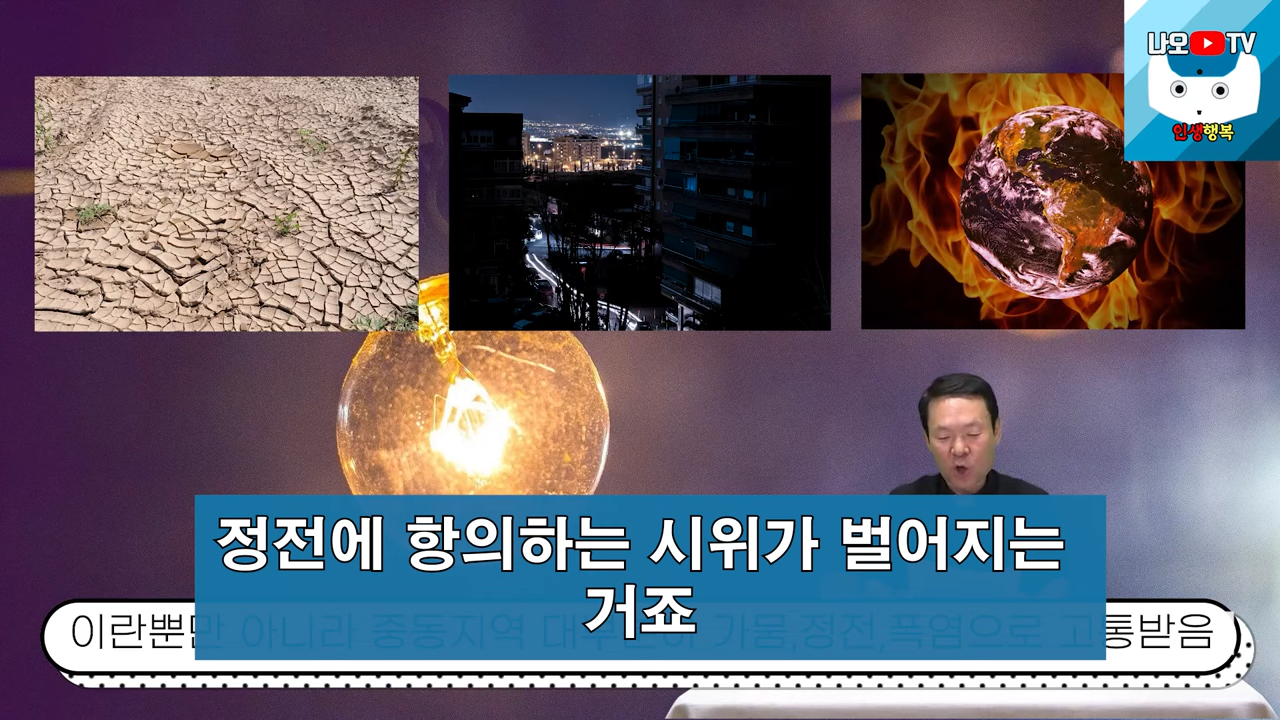 나오 TV
인생행복
정전에 항의하는 시위가 벌어지는
거죠
이란뿐만 아니라 중동지역 대부분이 가뭄,정전,폭염으로 고통받음